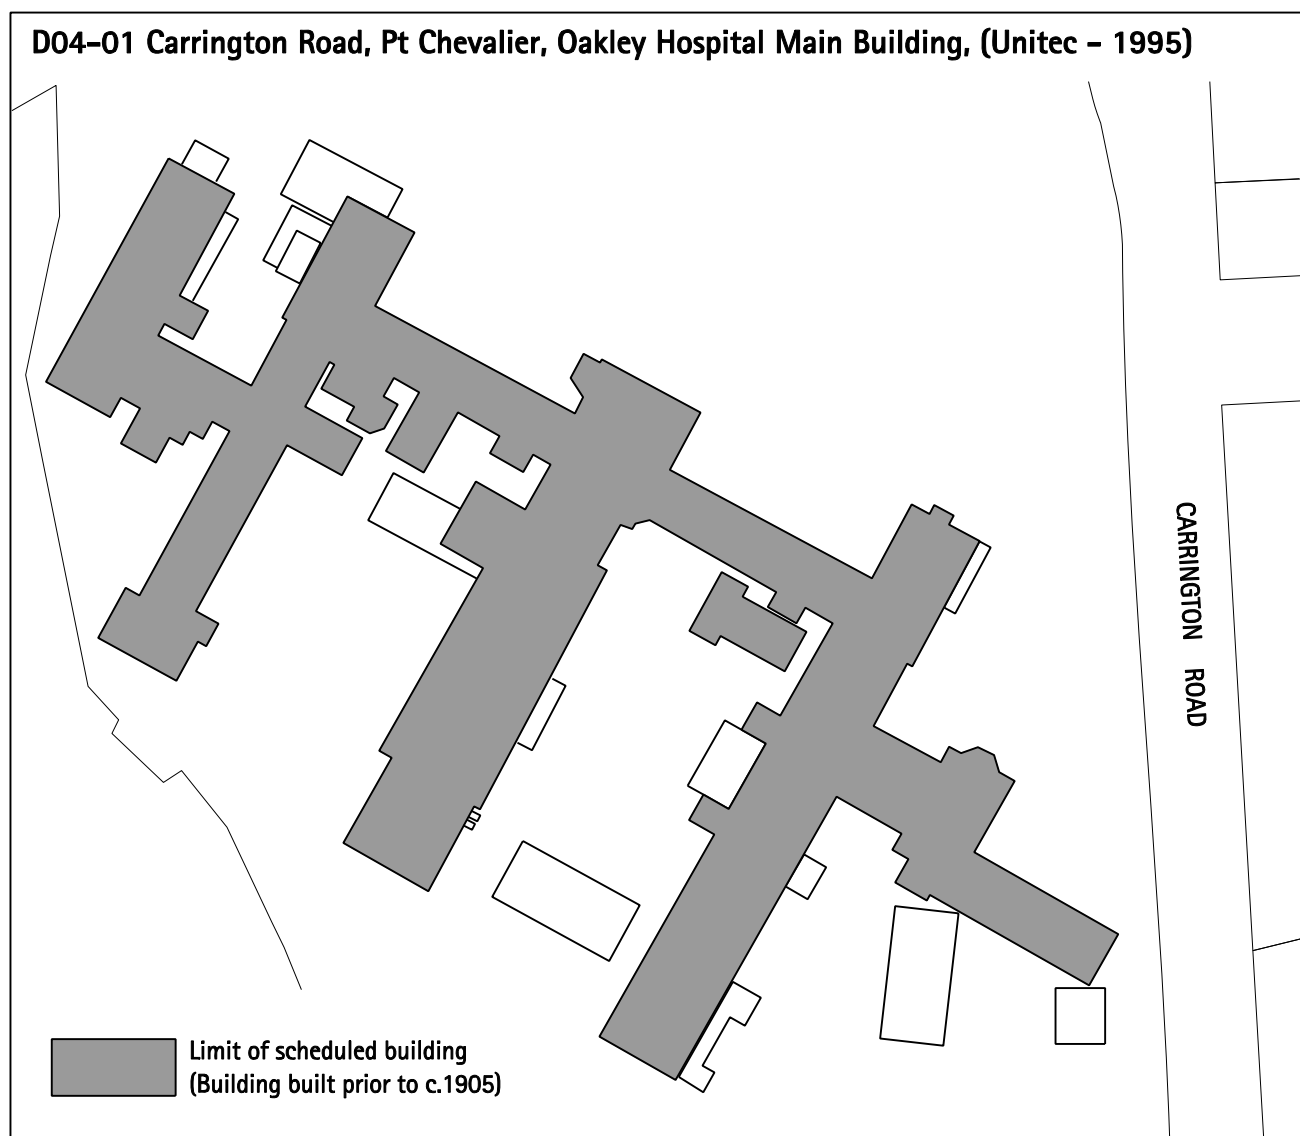 D04-01 Carrington Road, Pt Chevalier, Oakley Hospital Main Building, (Unitec - 1995)
CARRINGTON ROAD
Limit of scheduled building
(Building built prior to c.1905)